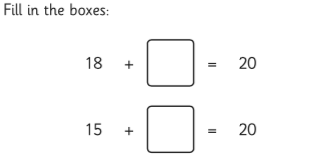 Fill in the boxes:
18 + = 20
15 + = 20